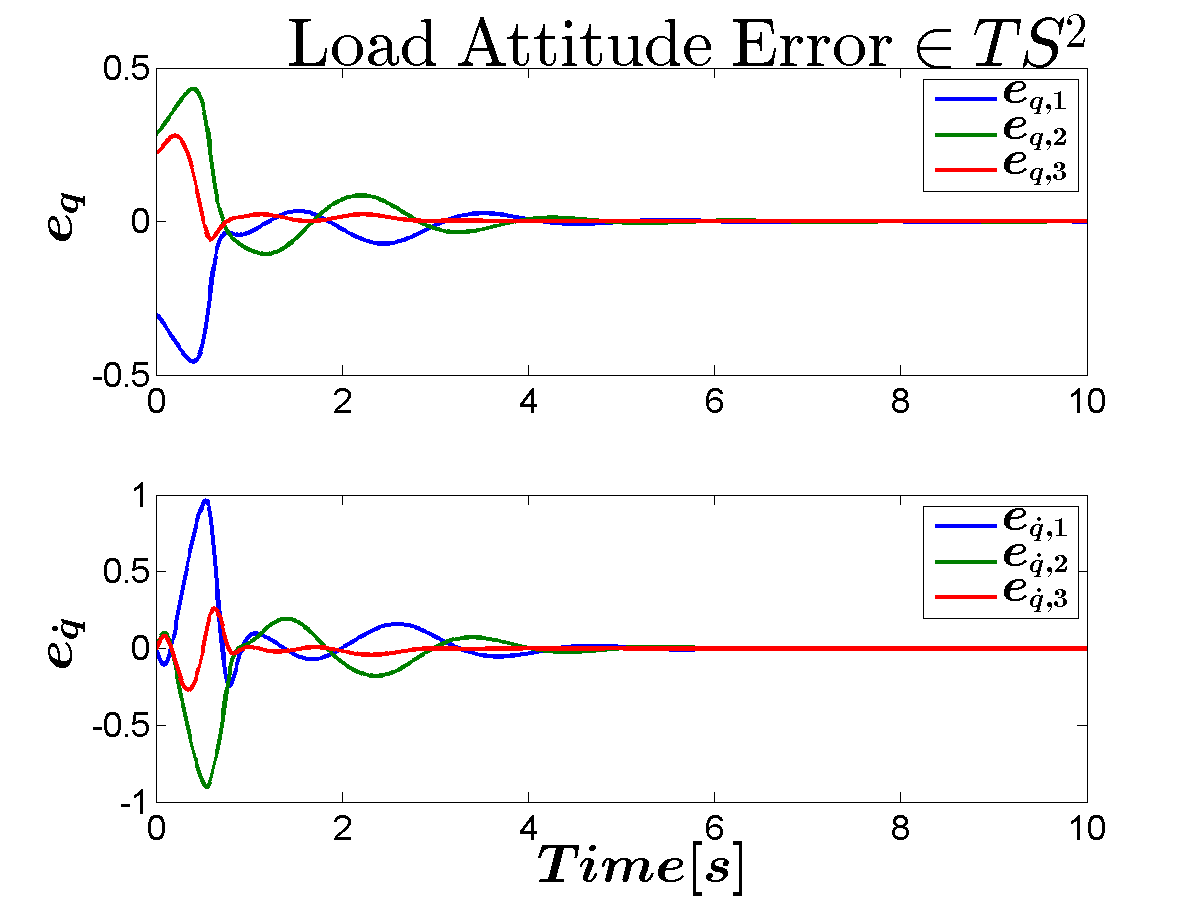 Load Attitude Error ∈ TS²
0.5
e_{q,1}
e_{q,2}
e_{q,3}
e_q
0
-0.5
0 2 4 6 8 10
1
e_{q̇,1}
0.5
e_{q̇,2}
e_{q̇,3}
e_{q̇}
0
-0.5
-1
0 2 4 6 8 10
Time[s]